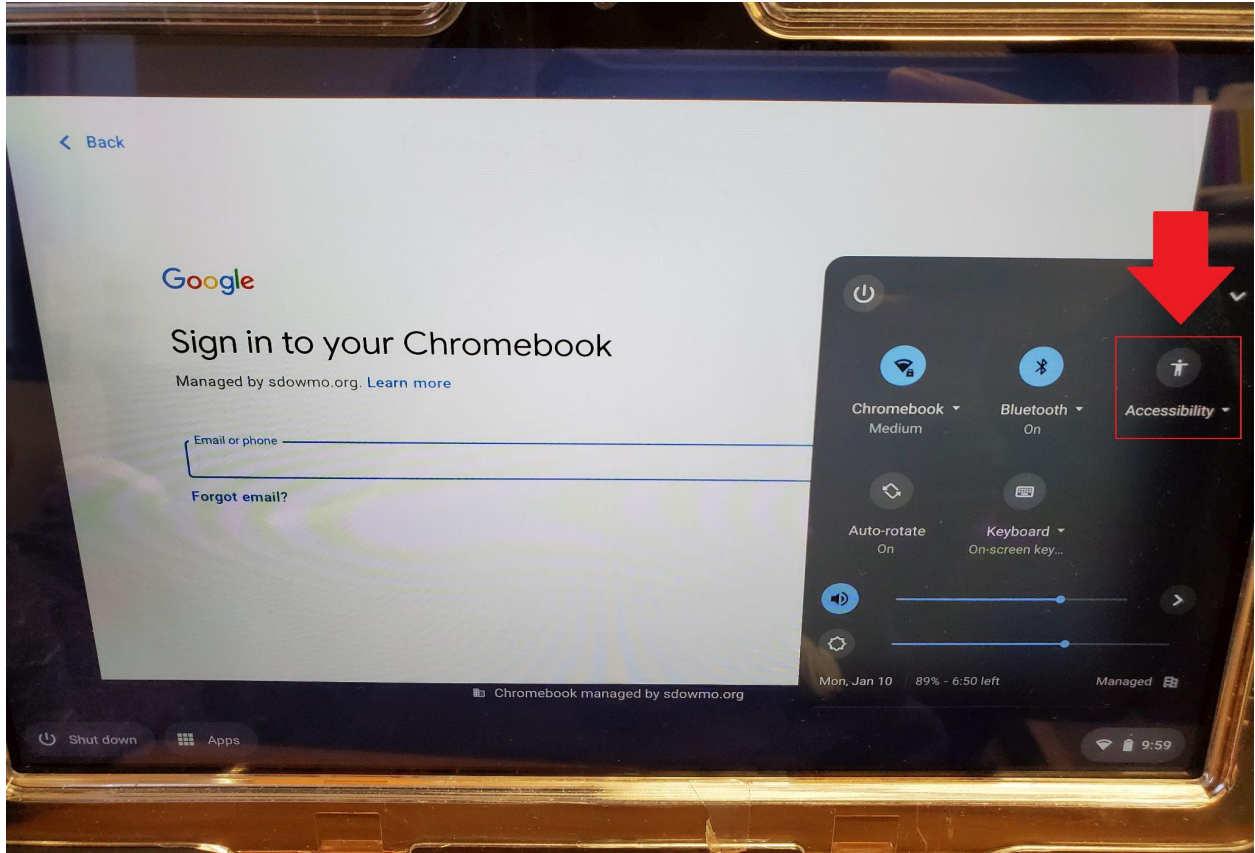 Back
Google
Sign in to your Chromebook
Managed by sdowmo.org. Learn more
Email or phone
Forgot email?
Chromebook
Medium
Bluetooth
On
Accessibility
Auto-rotate
On
Keyboard
On-screen key...
Mon, Jan 10 89% - 6:50 left Managed
Chromebook managed by sdowmo.org
Shut down Apps 9:59